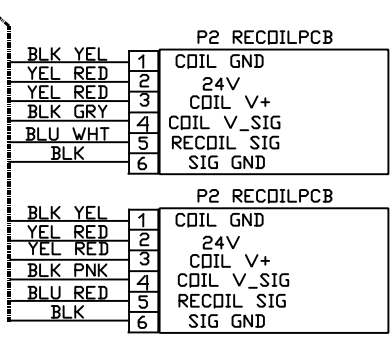 P2 RECOILPCB
BLK YEL 1 COIL GND
YEL RED 2 24V
YEL RED 3 COIL V+
BLK GRY 4 COIL V_SIG
BLU WHT 5 RECOIL SIG
BLK 6 SIG GND
P2 RECOILPCB
BLK YEL 1 COIL GND
YEL RED 2 24V
YEL RED 3 COIL V+
BLK PNK 4 COIL V_SIG
BLU RED 5 RECOIL SIG
BLK 6 SIG GND